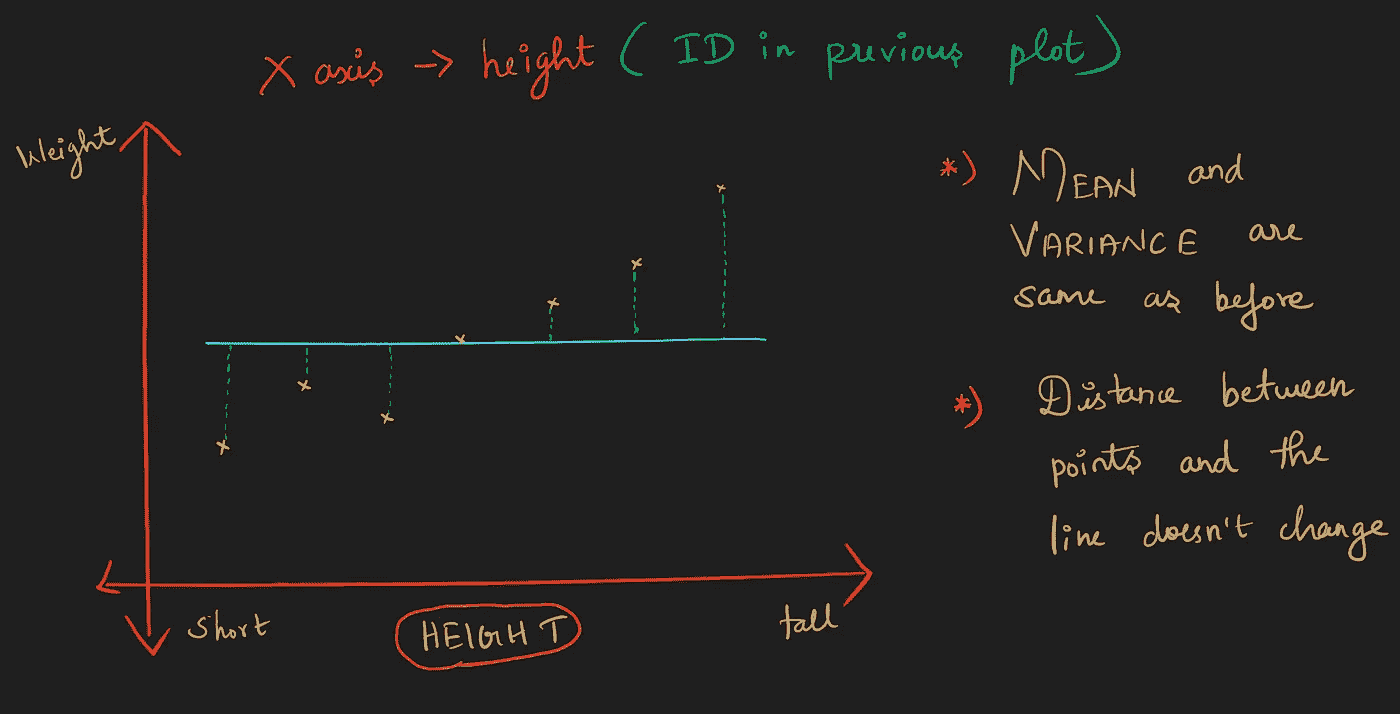 X axis → height (ID in previous plot)
Weight
*) MEAN and
VARIANCE are
same as before
*) Distance between
points and the
line doesn't change
Short
HEIGHT
tall